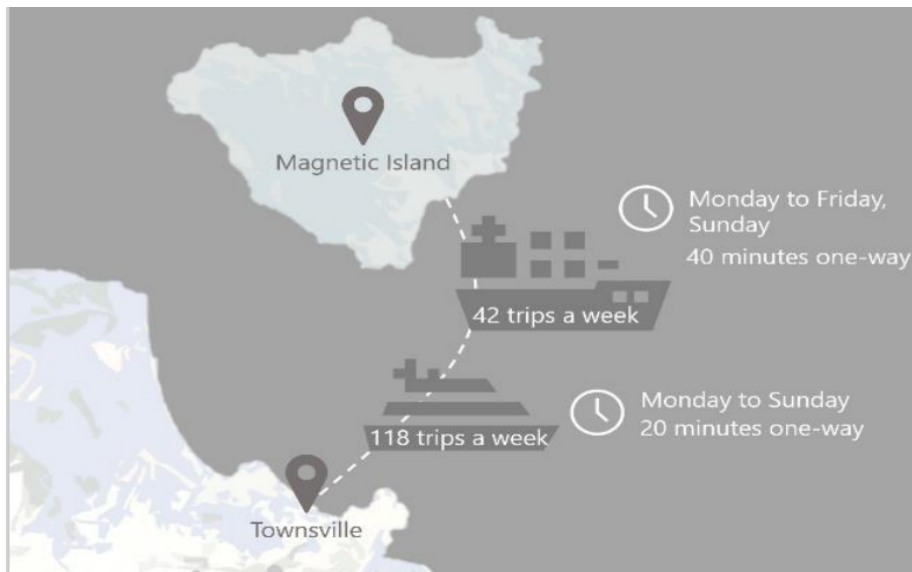 Magnetic Island
Monday to Friday,
Sunday
40 minutes one-way
42 trips a week
Monday to Sunday
20 minutes one-way
118 trips a week
Townsville